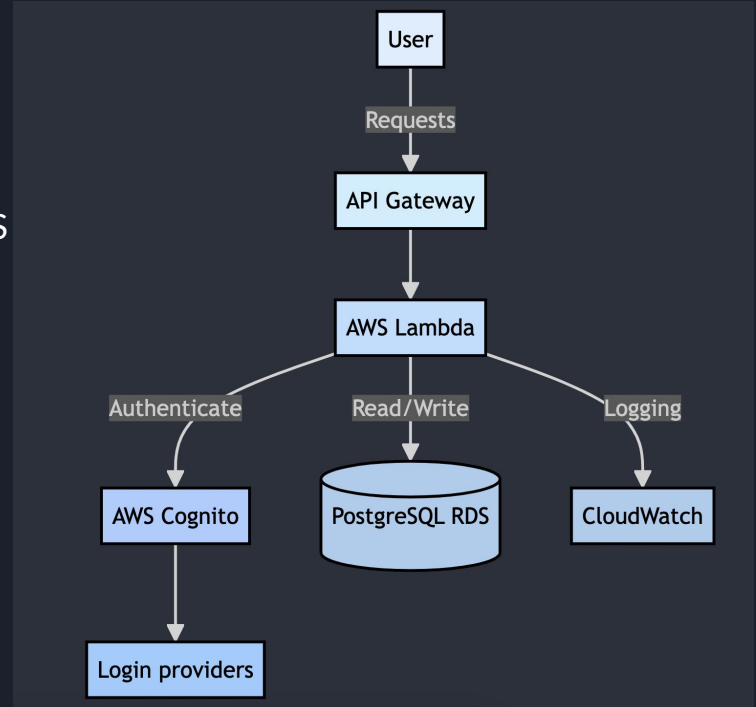 User
Requests
API Gateway
S
AWS Lambda
Authenticate
Read/Write
Logging
AWS Cognito
PostgreSQL RDS
CloudWatch
Login providers